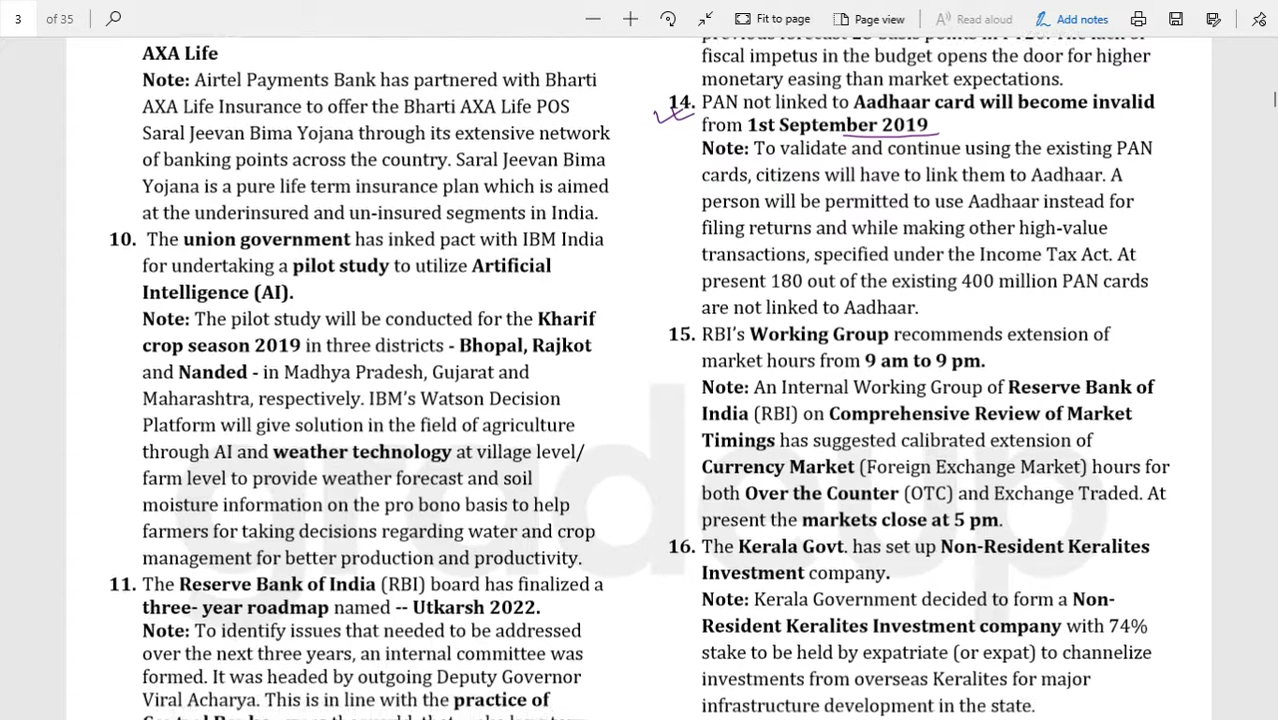 3 of 35
Fit to page
Page view
Read aloud
Add notes
AXA Life
Note: Airtel Payments Bank has partnered with Bharti
AXA Life Insurance to offer the Bharti AXA Life POS
Saral Jeevan Bima Yojana through its extensive network
of banking points across the country. Saral Jeevan Bima
Yojana is a pure life term insurance plan which is aimed
at the underinsured and un-insured segments in India.
10. The union government has inked pact with IBM India
for undertaking a pilot study to utilize Artificial
Intelligence (AI).
Note: The pilot study will be conducted for the Kharif
crop season 2019 in three districts - Bhopal, Rajkot
and Nanded - in Madhya Pradesh, Gujarat and
Maharashtra, respectively. IBM's Watson Decision
Platform will give solution in the field of agriculture
through AI and weather technology at village level/
farm level to provide weather forecast and soil
moisture information on the pro bono basis to help
farmers for taking decisions regarding water and crop
management for better production and productivity.
11. The Reserve Bank of India (RBI) board has finalized a
three- year roadmap named -- Utkarsh 2022.
Note: To identify issues that needed to be addressed
over the next three years, an internal committee was
formed. It was headed by outgoing Deputy Governor
Viral Acharya. This is in line with the practice of
fiscal impetus in the budget opens the door for higher
monetary easing than market expectations.
14. PAN not linked to Aadhaar card will become invalid
from 1st September 2019
Note: To validate and continue using the existing PAN
cards, citizens will have to link them to Aadhaar. A
person will be permitted to use Aadhaar instead for
filing returns and while making other high-value
transactions, specified under the Income Tax Act. At
present 180 out of the existing 400 million PAN cards
are not linked to Aadhaar.
15. RBI's Working Group recommends extension of
market hours from 9 am to 9 pm.
Note: An Internal Working Group of Reserve Bank of
India (RBI) on Comprehensive Review of Market
Timings has suggested calibrated extension of
Currency Market (Foreign Exchange Market) hours for
both Over the Counter (OTC) and Exchange Traded. At
present the markets close at 5 pm.
16. The Kerala Govt. has set up Non-Resident Keralites
Investment company.
Note: Kerala Government decided to form a Non-
Resident Keralites Investment company with 74%
stake to be held by expatriate (or expat) to channelize
investments from overseas Keralites for major
infrastructure development in the state.
gradeup